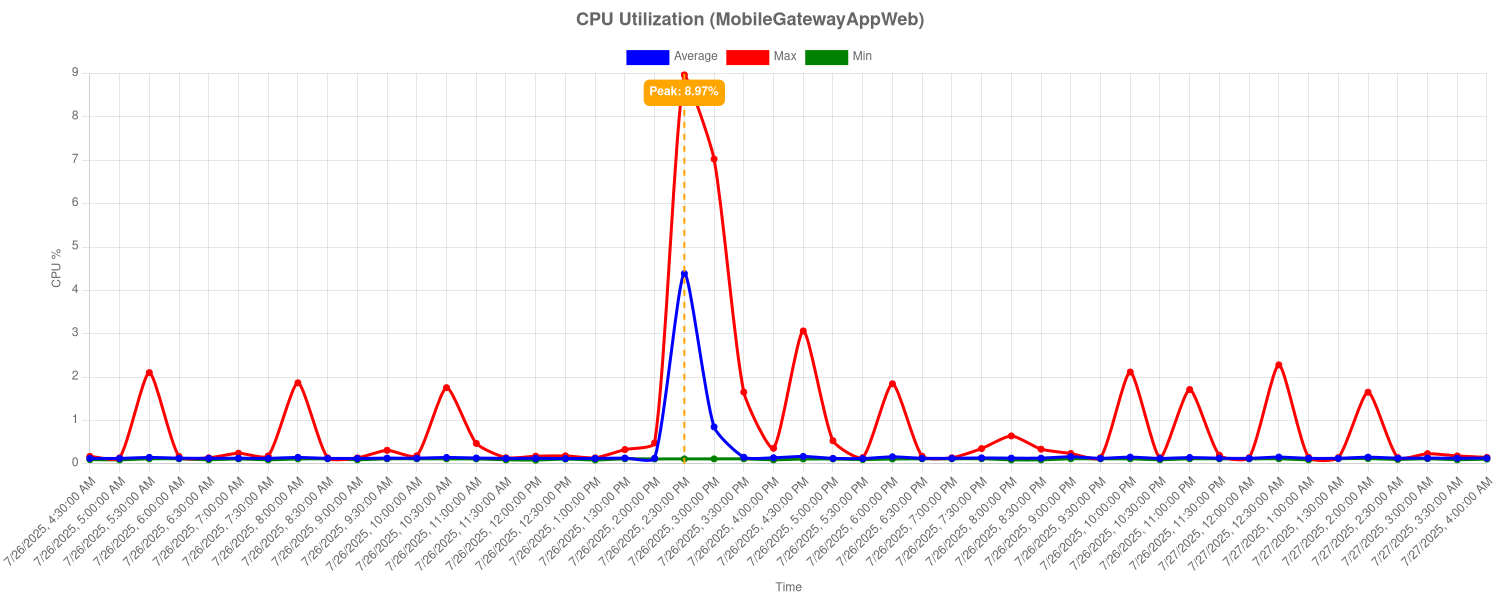 CPU Utilization (MobileGatewayAppWeb)
Average Max Min
9
Peak: 8.97%
8
7
6
5
CPU %
4
3
2
1
0
7/26/2025, 4:30:00 AM
7/26/2025, 5:00:00 AM
7/26/2025, 5:30:00 AM
7/26/2025, 6:00:00 AM
7/26/2025, 6:30:00 AM
7/26/2025, 7:00:00 AM
7/26/2025, 7:30:00 AM
7/26/2025, 8:00:00 AM
7/26/2025, 8:30:00 AM
7/26/2025, 9:00:00 AM
7/26/2025, 9:30:00 AM
7/26/2025, 10:00:00 AM
7/26/2025, 10:30:00 AM
7/26/2025, 11:00:00 AM
7/26/2025, 11:30:00 AM
7/26/2025, 12:00:00 PM
7/26/2025, 12:30:00 PM
7/26/2025, 1:00:00 PM
7/26/2025, 1:30:00 PM
7/26/2025, 2:00:00 PM
7/26/2025, 2:30:00 PM
7/26/2025, 3:00:00 PM
7/26/2025, 3:30:00 PM
7/26/2025, 4:00:00 PM
7/26/2025, 4:30:00 PM
7/26/2025, 5:00:00 PM
7/26/2025, 5:30:00 PM
7/26/2025, 6:00:00 PM
7/26/2025, 6:30:00 PM
7/26/2025, 7:00:00 PM
7/26/2025, 7:30:00 PM
7/26/2025, 8:00:00 PM
7/26/2025, 8:30:00 PM
7/26/2025, 9:00:00 PM
7/26/2025, 9:30:00 PM
7/26/2025, 10:00:00 PM
7/26/2025, 10:30:00 PM
7/26/2025, 11:00:00 PM
7/26/2025, 11:30:00 PM
7/27/2025, 12:00:00 AM
7/27/2025, 12:30:00 AM
7/27/2025, 1:00:00 AM
7/27/2025, 1:30:00 AM
7/27/2025, 2:00:00 AM
7/27/2025, 2:30:00 AM
7/27/2025, 3:00:00 AM
7/27/2025, 3:30:00 AM
7/27/2025, 4:00:00 AM
Time